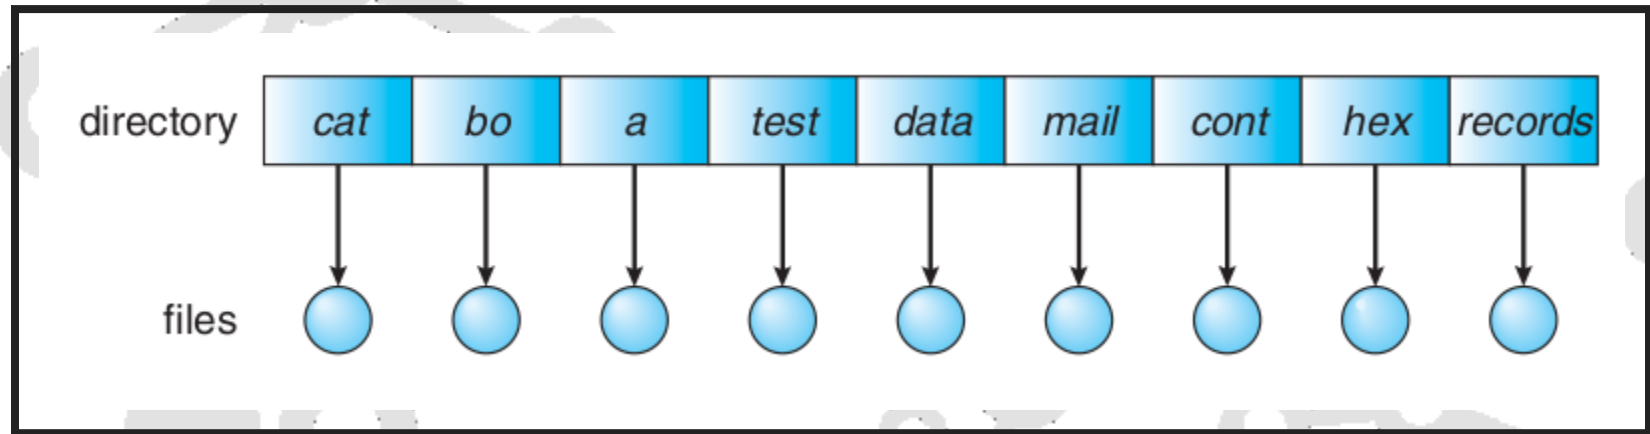 directory cat bo a test data mail cont hex records
files